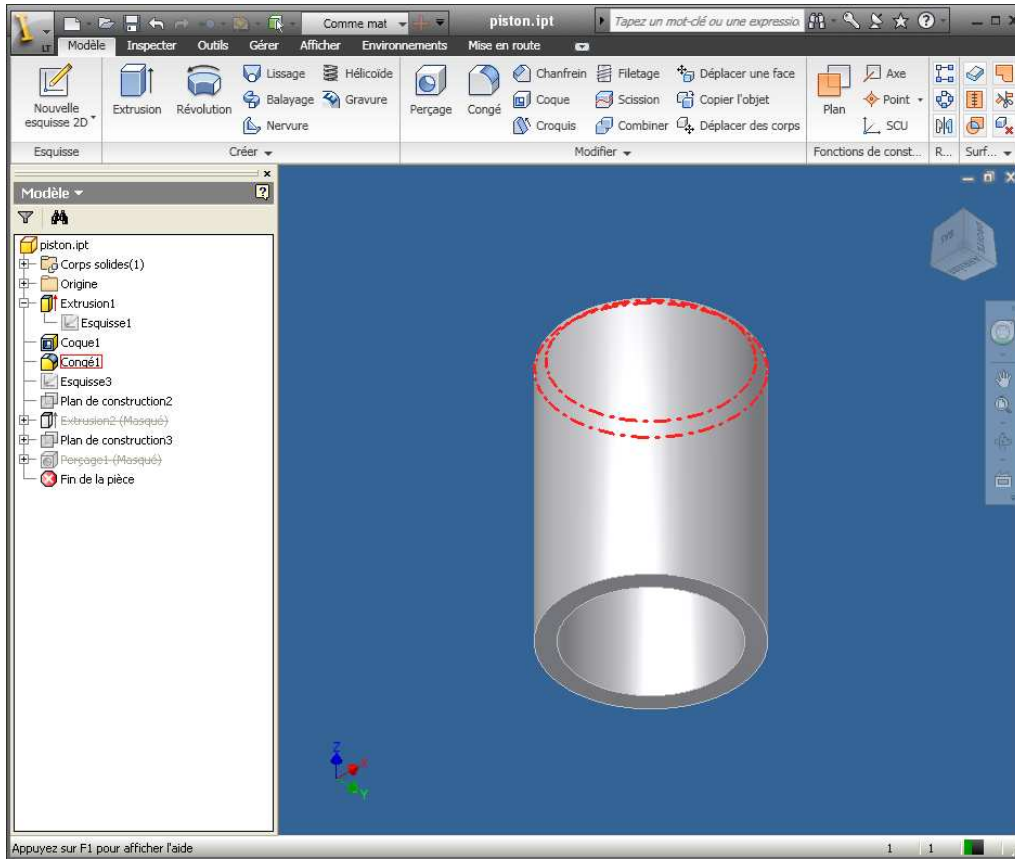 Comme mat
piston.ipt
Tapez un mot-clé ou une expressio
LT
Modèle Inspecter Outils Gérer Afficher Environnements Mise en route
Nouvelle esquisse 2D
Extrusion
Révolution
Lissage
Balayage
Nervure
Hélicoïde
Gravure
Perçage
Congé
Chanfrein
Coque
Croquis
Filetage
Scission
Combiner
Déplacer une face
Copier l'objet
Déplacer des corps
Plan
Axe
Point
SCU
Esquisse Créer Modifier Fonctions de const... R... Surf...
Modèle
piston.ipt
Corps solides(1)
Origine
Extrusion1
Esquisse1
Coque1
Congé1
Esquisse3
Plan de construction2
Extrusion2 (Masqué)
Plan de construction3
Perçage1 (Masqué)
Fin de la pièce
Z
X
Y
Appuyez sur F1 pour afficher l'aide
1 1